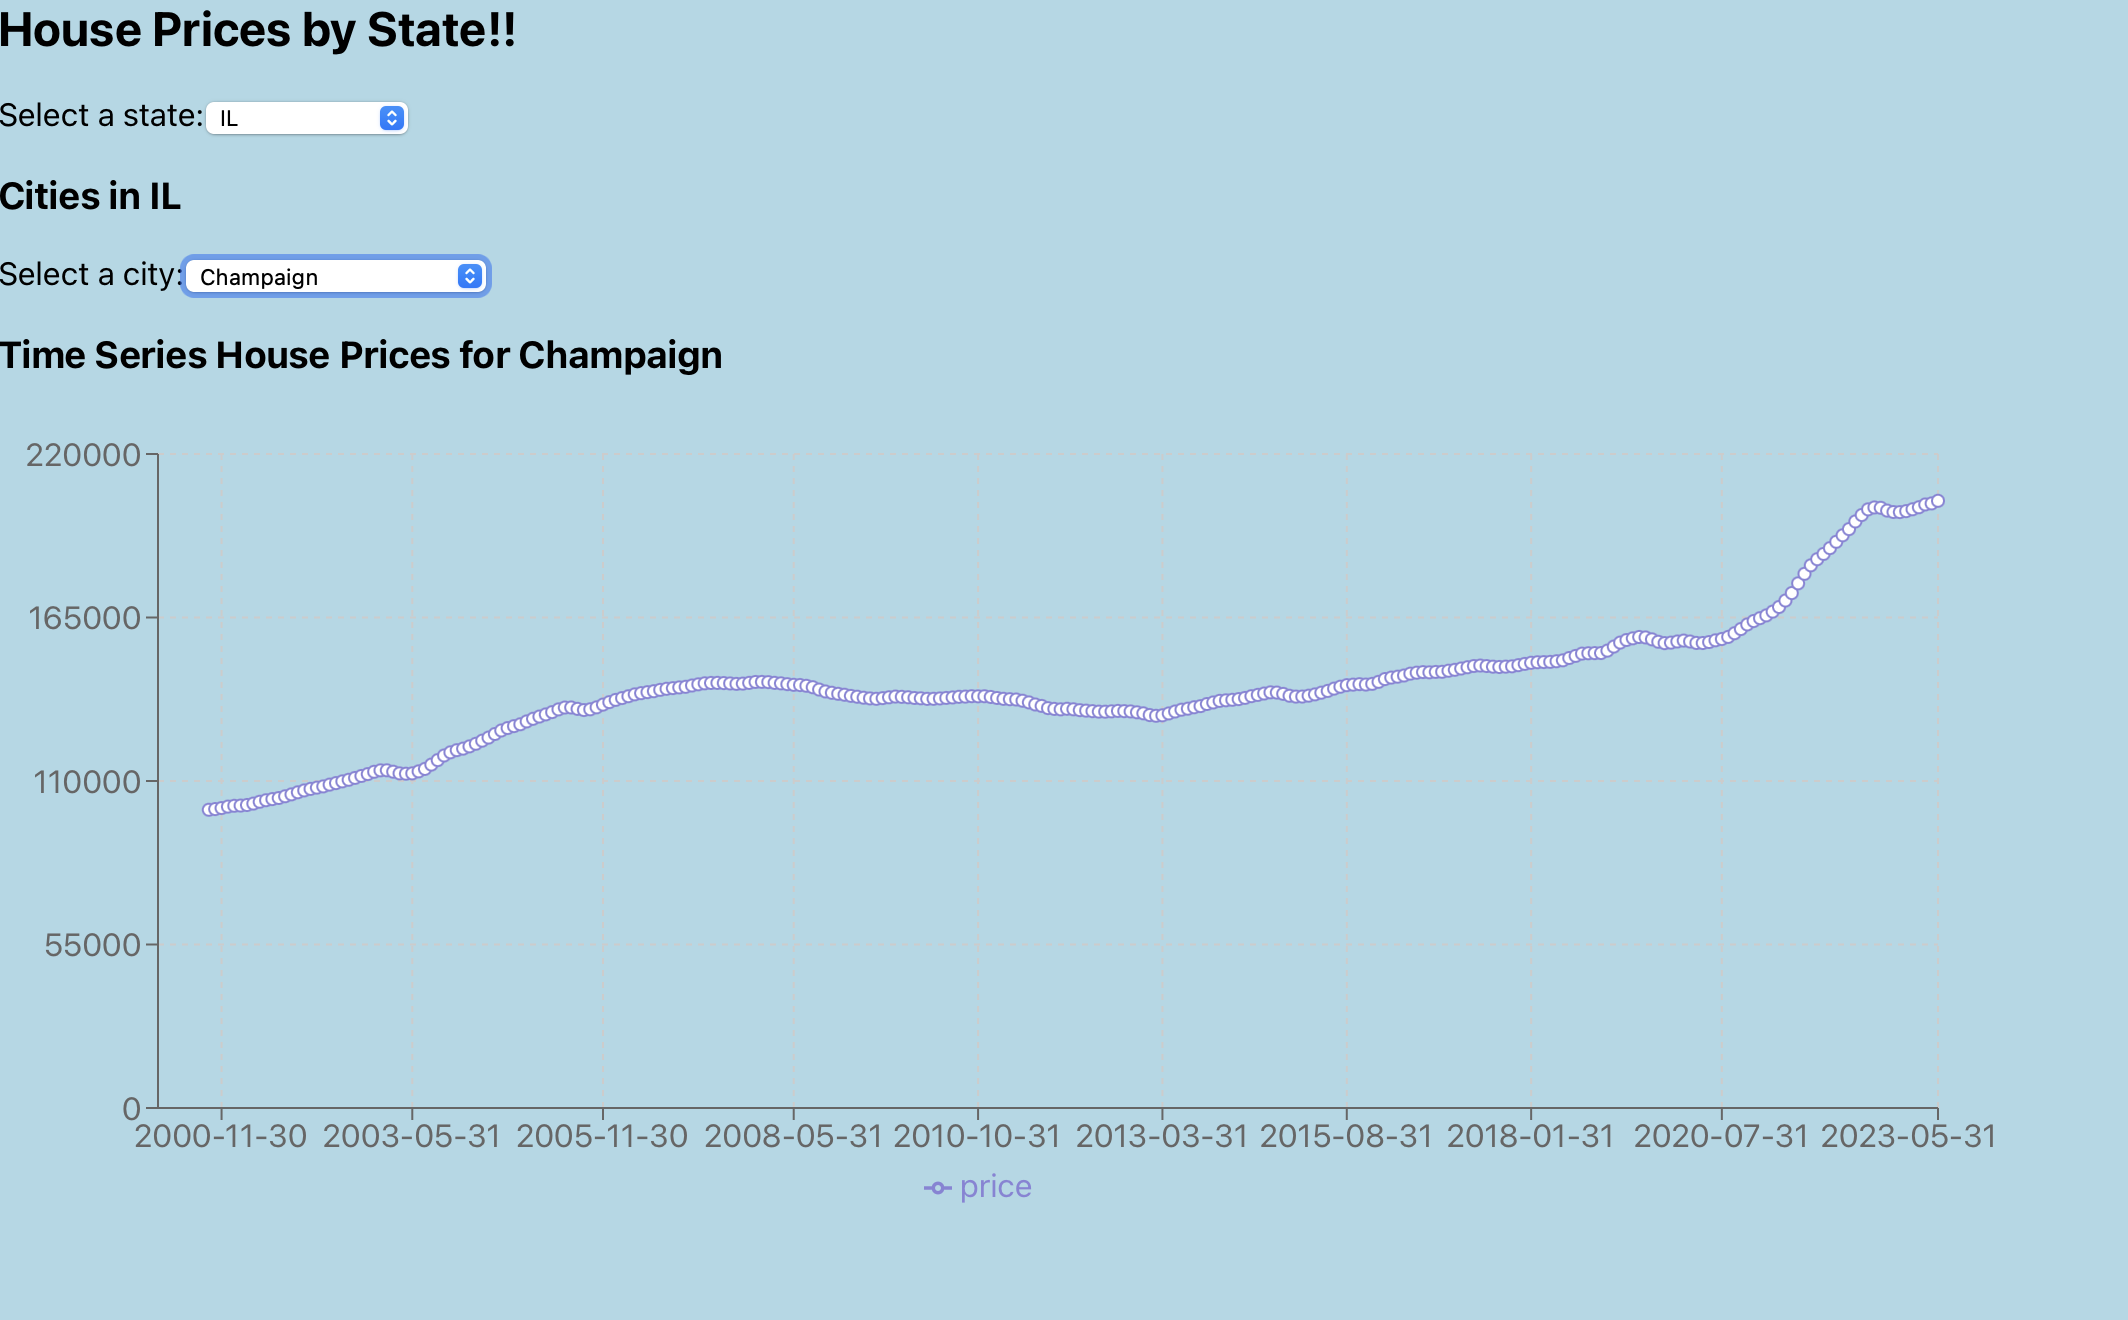 House Prices by State!!
Select a state: IL
Cities in IL
Select a city: Champaign
Time Series House Prices for Champaign
220000
165000
110000
55000
0
2000-11-30 2003-05-31 2005-11-30 2008-05-31 2010-10-31 2013-03-31 2015-08-31 2018-01-31 2020-07-31 2023-05-31
price